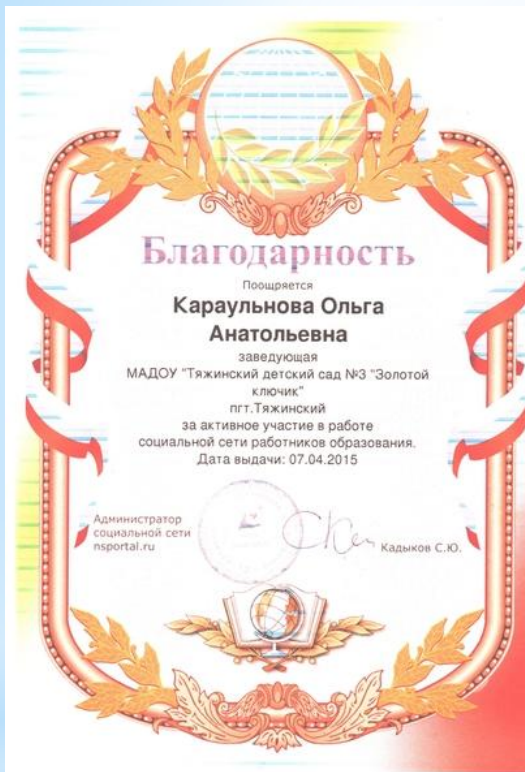 Благодарность
Поощряется
Караульнова Ольга
Анатольевна
заведующая
МАДОУ "Тяжинский детский сад №3 "Золотой
ключик"
пгт.Тяжинский
за активное участие в работе
социальной сети работников образования.
Дата выдачи: 07.04.2015
Администратор
социальной сети
nsportal.ru
Кадыков С.Ю.